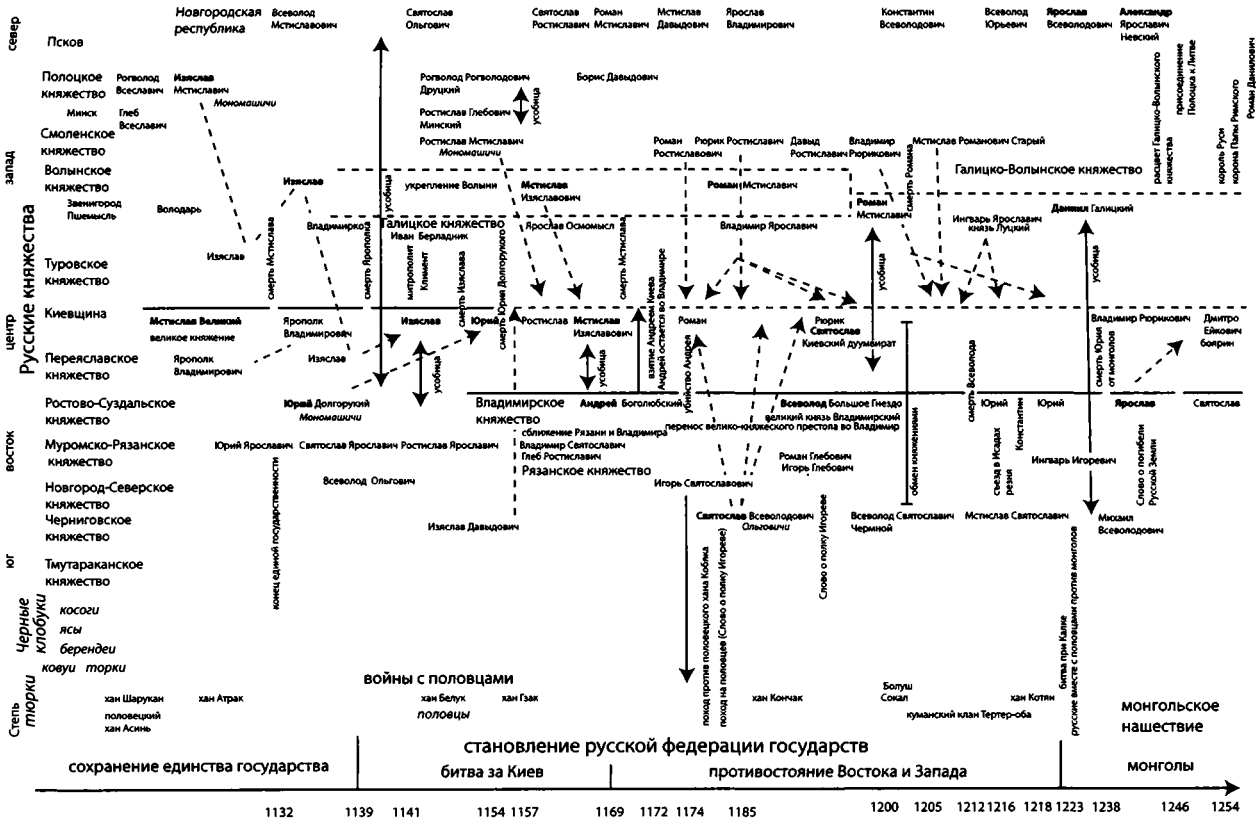 север
запад
центр
восток
юг
Степь
Русские княжества
Новгородская
республика
Всеволод
Мстиславович
Святослав
Ольгович
Святослав
Ростиславич
Роман
Мстиславич
Мстислав
Давыдович
Ярослав
Владимирович
Константин
Всеволодович
Всеволод
Юрьевич
Ярослав
Всеволодович
Александр
Ярославич
Невский
Псков
Полоцкое
княжество
Рогволод
Всеславич
Изяслав
Мстиславич
Мономашичи
Рогволод Рогволодович
Друцкий
Борис Давыдович
усобица
Минск
Глеб
Всеславич
Ростислав Глебович
Минский
расцвет Галицко-Волынского
княжества
присоединение
Полоцка к Литве
король Руси
корона Папы Римского
Роман Данилович
Смоленское
княжество
Ростислав Мстиславич
Мономашичи
Роман
Ростиславович
Рюрик Ростиславич
Давыд
Ростиславич
Владимир
Рюрикович
Мстислав Романович Старый
Волынское
княжество
Изяслав
укрепление Волыни
Мстислав
Изяславович
Роман Мстиславич
смерть Романа
Галицко-Волынское княжество
Звенигород
Пшемысль
Володарь
Владимирко
усобица
Галицкое княжество
Иван Берладник
Ярослав Осмомысл
Владимир Ярославич
Роман
Мстиславич
Ингварь Ярославич
князь Луцкий
Даниил Галицкий
Туровское
княжество
Изяслав
смерть Мстислава
смерть Ярополка
митрополит
Климент
смерть Изяслава
смерть Юрия Долгорукого
смерть Мстислава
усобица
усобица
Киевщина
Мстислав Великий
великое княжение
Ярополк
Владимирович
Изяслав
Юрий
Ростислав
Мстислав
Изяславович
взятие Андреем Киева
Андрей остается во Владимире
Роман
Рюрик
Святослав
Киевский дуумвират
Владимир Рюрикович
Дмитро
Ейкович
боярин
Переяславское
княжество
Ярополк
Владимирович
Изяслав
усобица
усобица
убийство Андрея
смерть Всеволода
смерть Юрия
от монголов
Ростово-Суздальское
княжество
Юрий Долгорукий
Мономашичи
Владимирское
княжество
Андрей Боголюбский
Всеволод Большое Гнездо
великий князь Владимирский
перенос велико-княжеского престола во Владимир
Юрий
Константин
Юрий
Ярослав
Святослав
Муромско-Рязанское
княжество
Юрий Ярославич
Святослав Ярославич
Ростислав Ярославич
сближение Рязани и Владимира
Владимир Святославич
Глеб Ростиславич
Рязанское княжество
Роман Глебович
Игорь Глебович
обмен княжениями
съезд в Исадах
резня
Ингварь Игоревич
Слово о погибели
Русской Земли
Новгород-Северское
княжество
конец единой государственности
Всеволод Ольгович
Игорь Святославович
Черниговское
княжество
Изяслав Давыдович
Святослав Всеволодович
Ольговичи
Слово о полку Игореве
Всеволод Святославич
Чермной
Мстислав Святославич
Михаил
Всеволодович
Тмутараканское
княжество
поход против половецкого хана Кобяка
поход на половцев (Слово о полку Игореве)
битва при Калке
русские вместе с половцами против монголов
Черные
клобуки
косоги
ясы
берендеи
ковуи торки
тюрки
войны с половцами
хан Шарукан
половецкий
хан Асинь
хан Атрак
хан Белук
половцы
хан Гзак
хан Кончак
Болуш
Сокал
хан Котян
куманский клан Тертер-оба
монгольское
нашествие
становление русской федерации государств
сохранение единства государства
битва за Киев
противостояние Востока и Запада
монголы
1132 1139 1141 1154 1157 1169 1172 1174 1185 1200 1205 1212 1216 1218 1223 1238 1246 1254